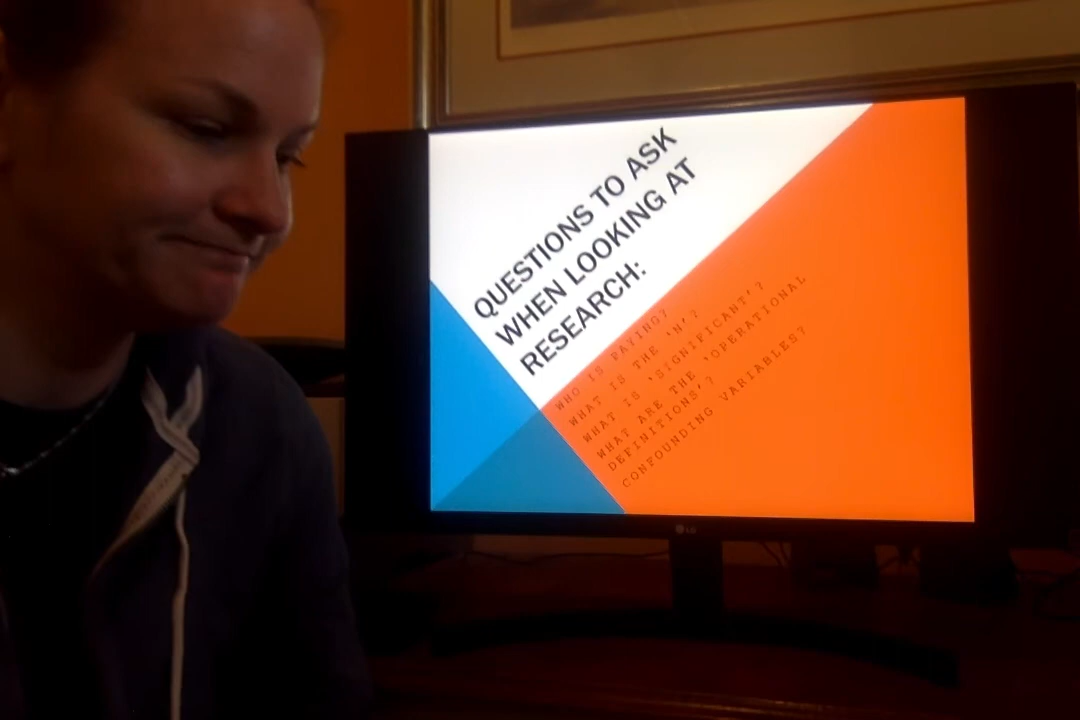 QUESTIONS TO ASK
WHEN LOOKING AT
RESEARCH:
WHO IS PAYING?
WHAT IS THE 'N'?
WHAT IS 'SIGNIFICANT'?
WHAT ARE THE 'OPERATIONAL
DEFINITIONS'?
CONFOUNDING VARIABLES?
LG